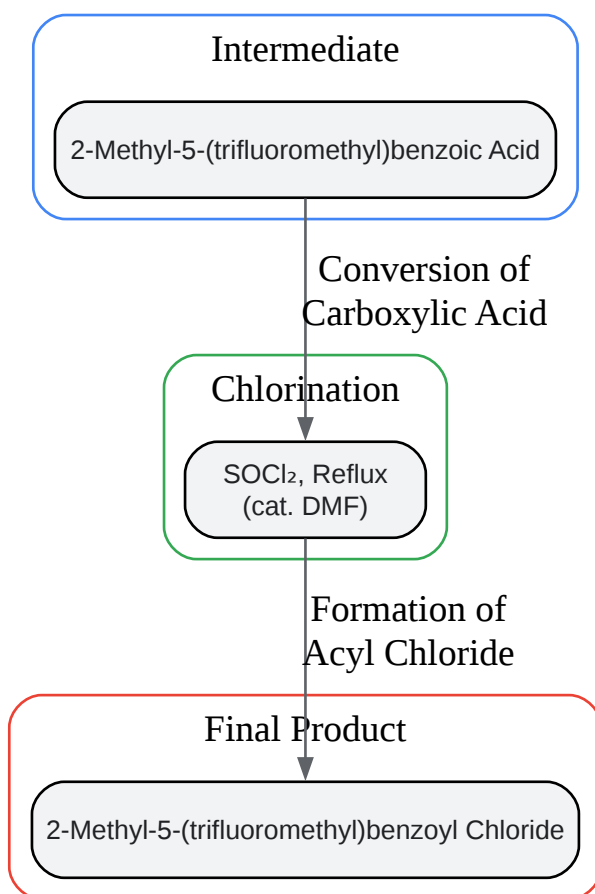 Intermediate
2-Methyl-5-(trifluoromethyl)benzoic Acid
Conversion of
Carboxylic Acid
Chlorination
SOCl₂, Reflux
(cat. DMF)
Formation of
Acyl Chloride
Final Product
2-Methyl-5-(trifluoromethyl)benzoyl Chloride